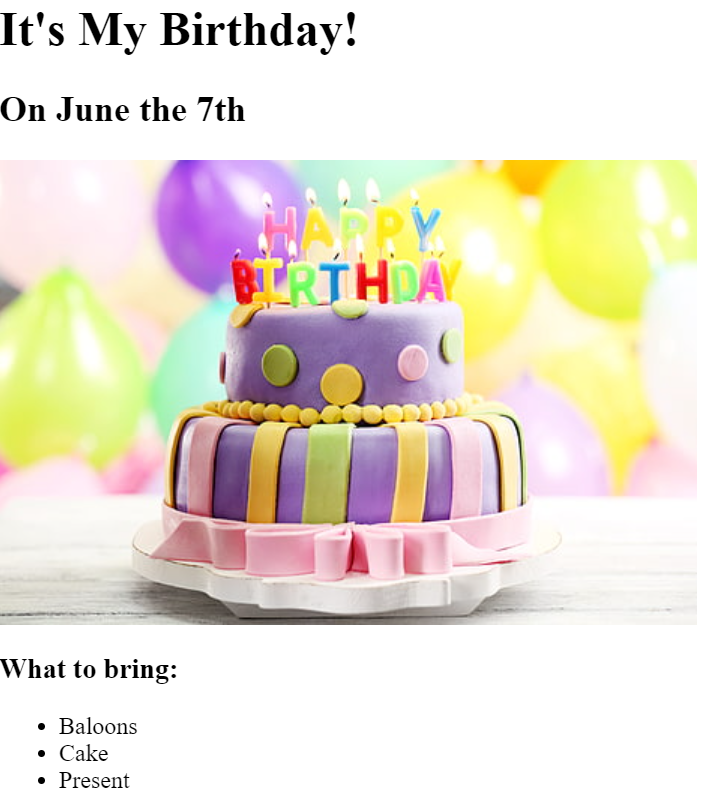 It's My Birthday!
On June the 7th
HAPPY
BIRTHDAY
What to bring:
Baloons
Cake
Present